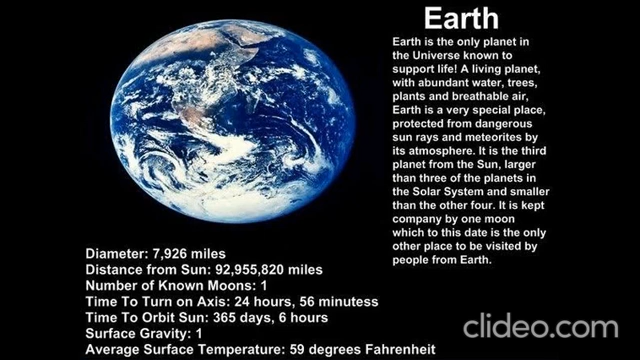 Earth
Earth is the only planet in
the Universe known to
support life! A living planet,
with abundant water, trees,
plants and breathable air,
Earth is a very special place,
protected from dangerous
sun rays and meteorites by
its atmosphere. It is the third
planet from the Sun, larger
than three of the planets in
the Solar System and smaller
than the other four. It is kept
company by one moon
which to this date is the only
other place to be visited by
people from Earth.
Diameter: 7,926 miles
Distance from Sun: 92,955,820 miles
Number of Known Moons: 1
Time To Turn on Axis: 24 hours, 56 minutess
Time To Orbit Sun: 365 days, 6 hours
Surface Gravity: 1
Average Surface Temperature: 59 degrees Fahrenheit
clideo.com